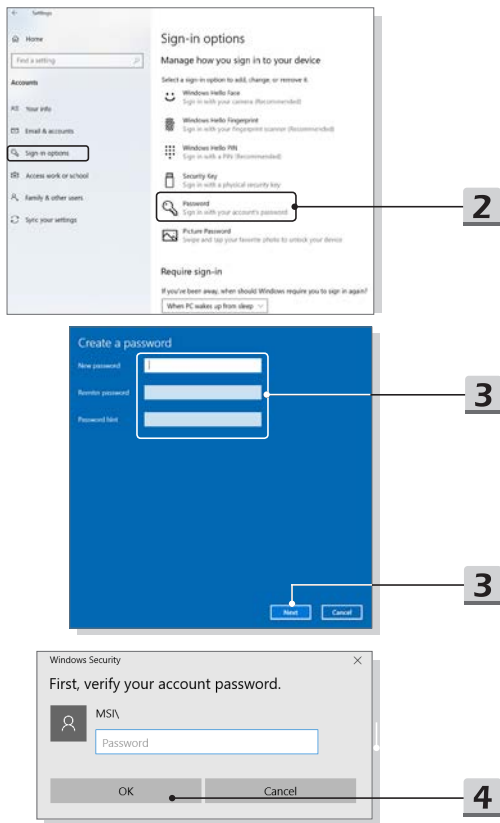 Settings
Home
Find a setting
Accounts
Your info
Email & accounts
Sign-in options
Access work or school
Family & other users
Sync your settings
Sign-in options
Manage how you sign in to your device
Select a sign-in option to add, change, or remove it.
Windows Hello Face
Sign in with your camera (Recommended)
Windows Hello Fingerprint
Sign in with your fingerprint scanner (Recommended)
Windows Hello PIN
Sign in with a PIN (Recommended)
Security Key
Sign in with a physical security key
Password
Sign in with your account's password
Picture Password
Swipe and tap your favorite photo to unlock your device
Require sign-in
If you've been away, when should Windows require you to sign in again?
When PC wakes up from sleep
2
Create a password
New password
Reenter password
Password hint
3
3
Next
Cancel
Windows Security
First, verify your account password.
MSI\
Password
OK
Cancel
4